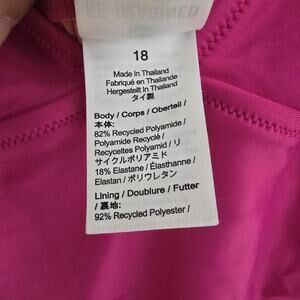 RE-IMAGINED
18
Made In Thailand
Fabriqué en Thaïlande
Hergestellt In Thailand
タイ製
Body / Corps / Oberteil /
本体:
82% Recycled Polyamide /
Polyamide Recyclé /
Recyceltes Polyamid / リ
サイクルポリアミド
18% Elastane / Élasthanne /
Elastan / ポリウレタン
Lining / Doublure / Futter
/ 裏地:
92% Recycled Polyester /